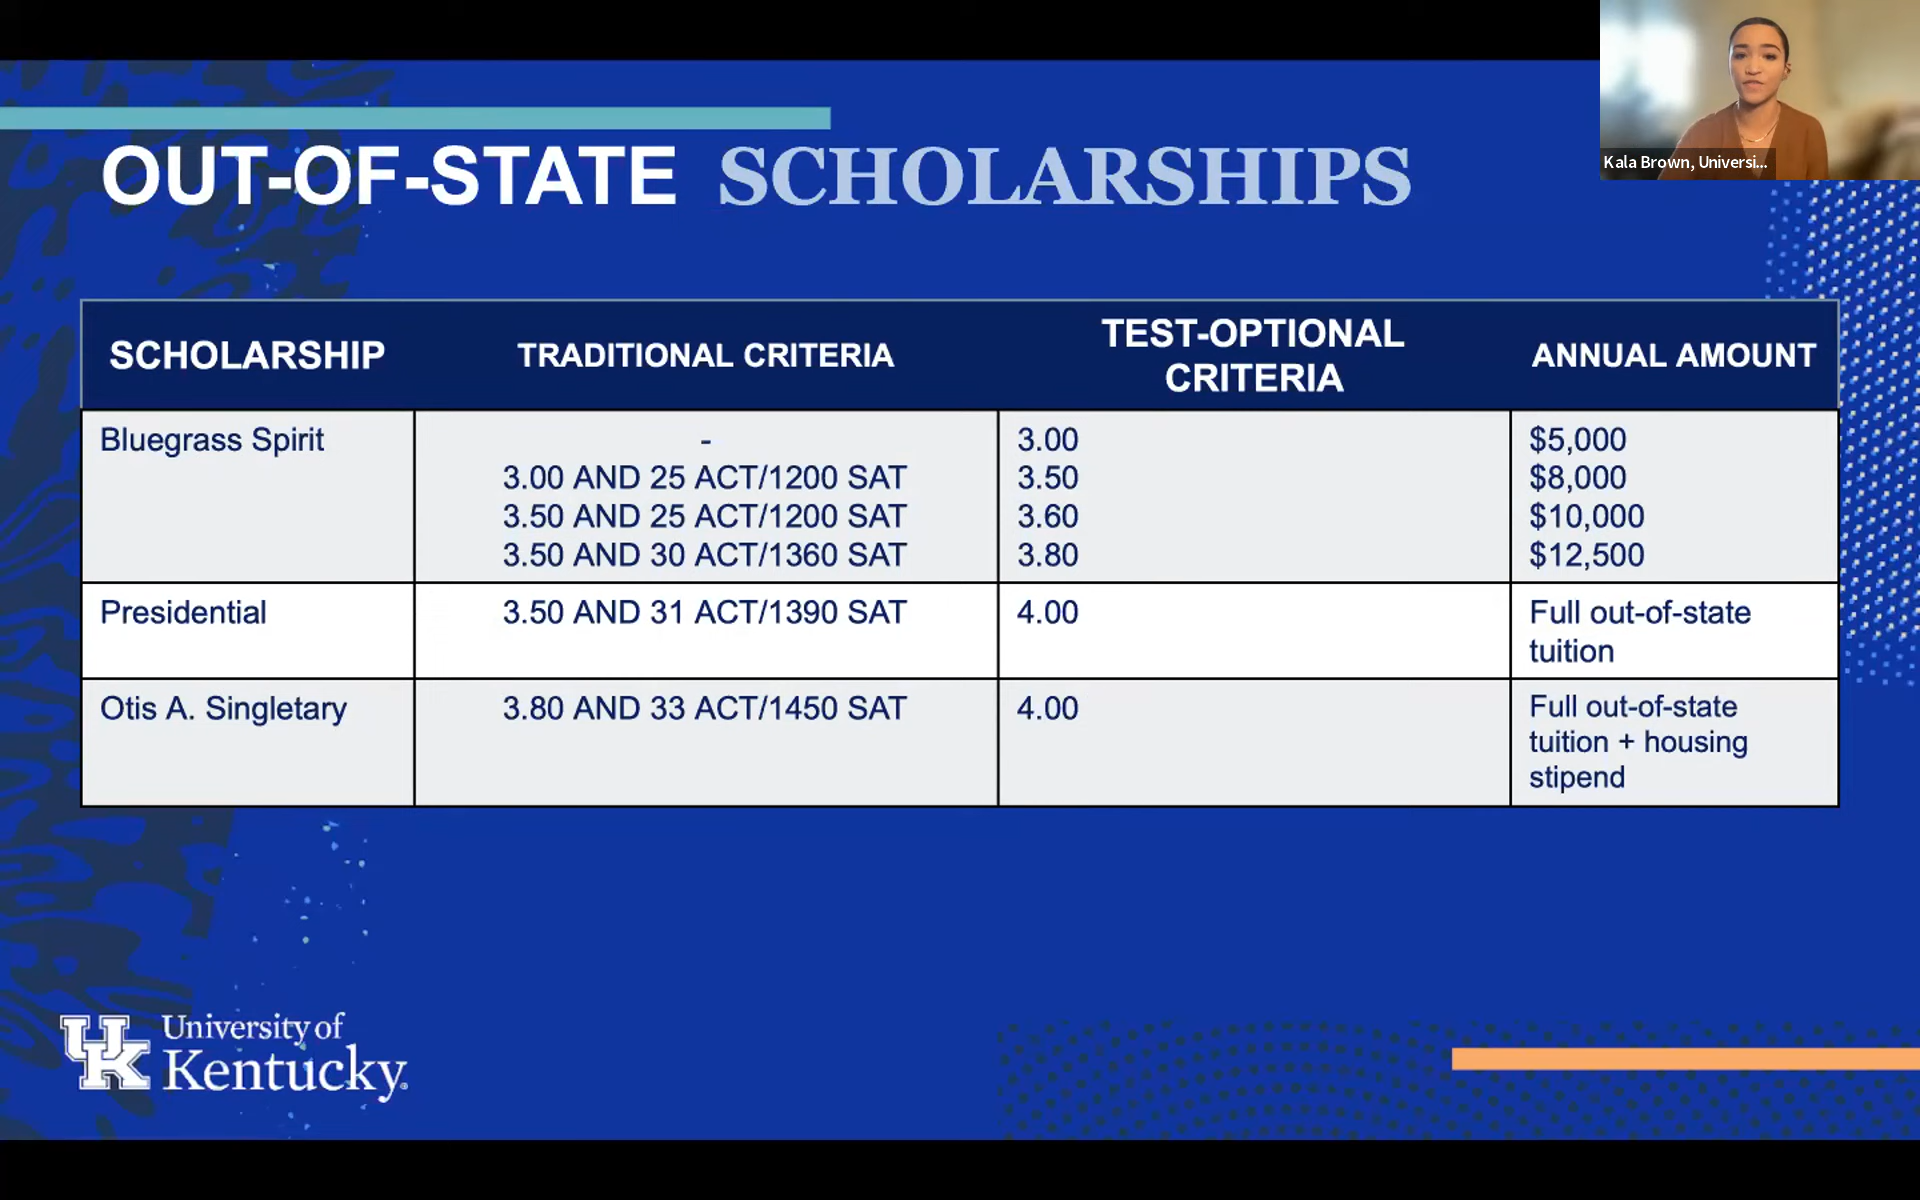 Kala Brown, Universi...
OUT-OF-STATE SCHOLARSHIPS
SCHOLARSHIP TRADITIONAL CRITERIA TEST-OPTIONAL CRITERIA ANNUAL AMOUNT
Bluegrass Spirit - 3.00 $5,000
3.00 AND 25 ACT/1200 SAT 3.50 $8,000
3.50 AND 25 ACT/1200 SAT 3.60 $10,000
3.50 AND 30 ACT/1360 SAT 3.80 $12,500
Presidential 3.50 AND 31 ACT/1390 SAT 4.00 Full out-of-state
tuition
Otis A. Singletary 3.80 AND 33 ACT/1450 SAT 4.00 Full out-of-state
tuition + housing
stipend
UK University of
Kentucky.